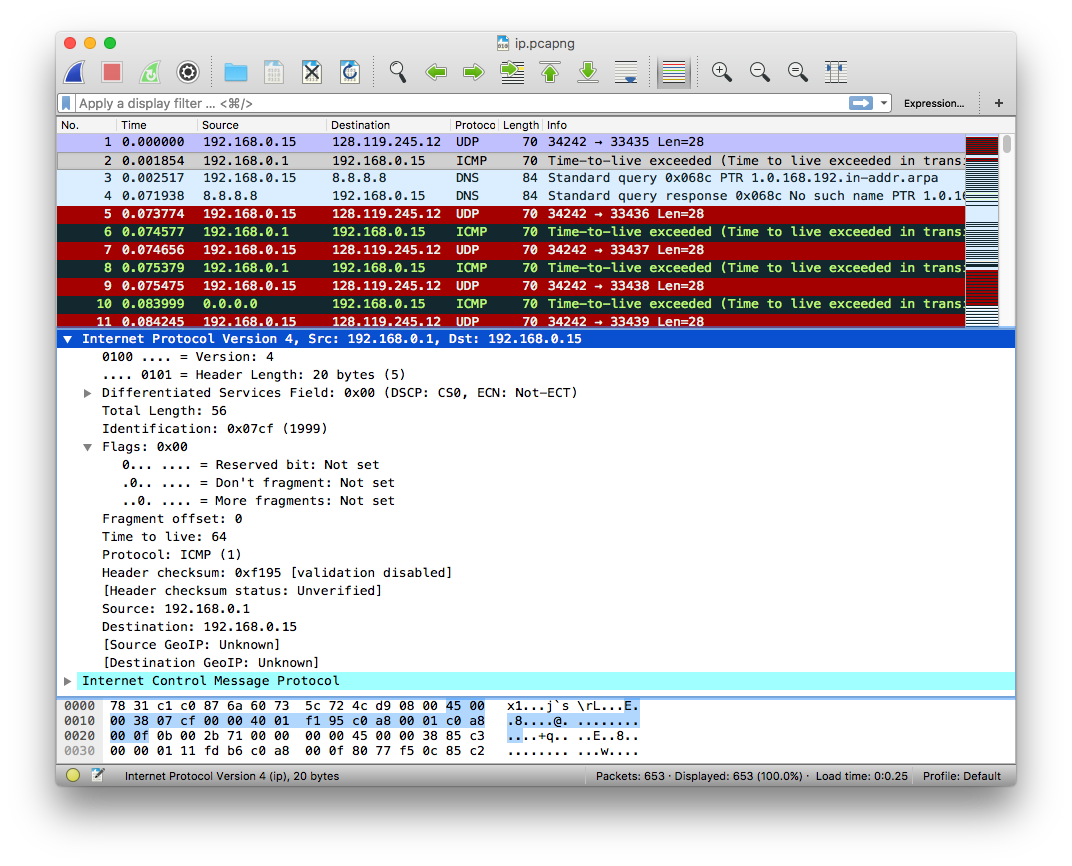 ip.pcapng
Apply a display filter ... <⌘/>
Expression...
+
No. Time Source Destination Protoco Length Info
1 0.000000 192.168.0.15 128.119.245.12 UDP 70 34242 → 33435 Len=28
2 0.001854 192.168.0.1 192.168.0.15 ICMP 70 Time-to-live exceeded (Time to live exceeded in trans
3 0.002517 192.168.0.15 8.8.8.8 DNS 84 Standard query 0x068c PTR 1.0.168.192.in-addr.arpa
4 0.071938 8.8.8.8 192.168.0.15 DNS 84 Standard query response 0x068c No such name PTR 1.0.16
5 0.073774 192.168.0.15 128.119.245.12 UDP 70 34242 → 33436 Len=28
6 0.074577 192.168.0.1 192.168.0.15 ICMP 70 Time-to-live exceeded (Time to live exceeded in trans
7 0.074656 192.168.0.15 128.119.245.12 UDP 70 34242 → 33437 Len=28
8 0.075379 192.168.0.1 192.168.0.15 ICMP 70 Time-to-live exceeded (Time to live exceeded in trans
9 0.075475 192.168.0.15 128.119.245.12 UDP 70 34242 → 33438 Len=28
10 0.083999 0.0.0.0 192.168.0.15 ICMP 70 Time-to-live exceeded (Time to live exceeded in trans
11 0.084245 192.168.0.15 128.119.245.12 UDP 70 34242 → 33439 Len=28
Internet Protocol Version 4, Src: 192.168.0.1, Dst: 192.168.0.15
0100 .... = Version: 4
.... 0101 = Header Length: 20 bytes (5)
Differentiated Services Field: 0x00 (DSCP: CS0, ECN: Not-ECT)
Total Length: 56
Identification: 0x07cf (1999)
Flags: 0x00
0... .... = Reserved bit: Not set
.0.. .... = Don't fragment: Not set
..0. .... = More fragments: Not set
Fragment offset: 0
Time to live: 64
Protocol: ICMP (1)
Header checksum: 0xf195 [validation disabled]
[Header checksum status: Unverified]
Source: 192.168.0.1
Destination: 192.168.0.15
[Source GeoIP: Unknown]
[Destination GeoIP: Unknown]
Internet Control Message Protocol
0000 78 31 c1 c0 87 6a 60 73 5c 72 4c d9 08 00 45 00 x1...j`s \rL...E.
0010 00 38 07 cf 00 00 40 01 f1 95 c0 a8 00 01 c0 a8 .8....@. ........
0020 00 0f 0b 00 2b 71 00 00 00 00 45 00 00 38 85 c3 ....+q.. ..E..8..
0030 00 00 01 11 fd b6 c0 a8 00 0f 80 77 f5 0c 85 c2 ........ ...w....
Internet Protocol Version 4 (ip), 20 bytes
Packets: 653 · Displayed: 653 (100.0%) · Load time: 0:0.25
Profile: Default